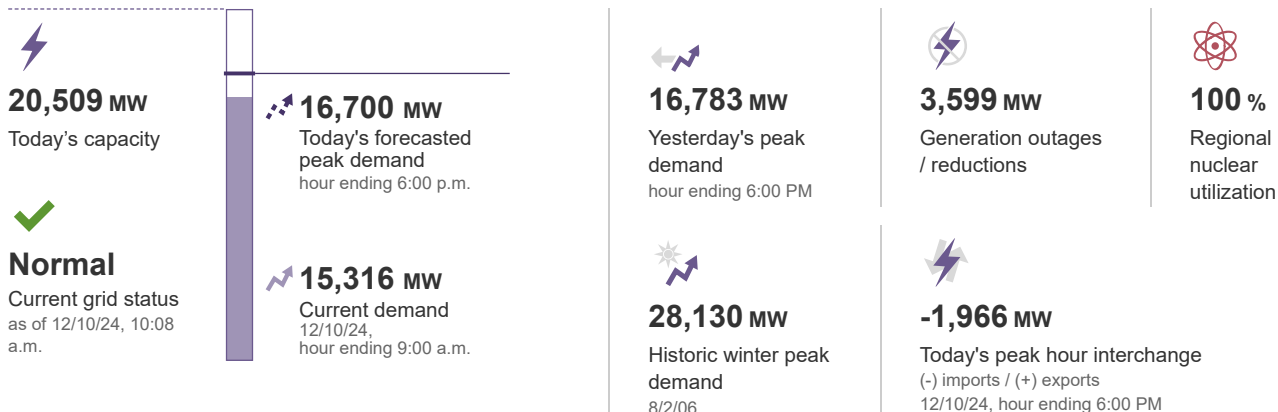 20,509 MW
Today's capacity
Normal
Current grid status
as of 12/10/24, 10:08
a.m.
16,700 MW
Today's forecasted
peak demand
hour ending 6:00 p.m.
15,316 MW
Current demand
12/10/24,
hour ending 9:00 a.m.
16,783 MW
Yesterday's peak
demand
hour ending 6:00 PM
3,599 MW
Generation outages
/ reductions
100 %
Regional
nuclear
utilization
28,130 MW
Historic winter peak
demand
8/2/06
-1,966 MW
Today's peak hour interchange
(-) imports / (+) exports
12/10/24, hour ending 6:00 PM